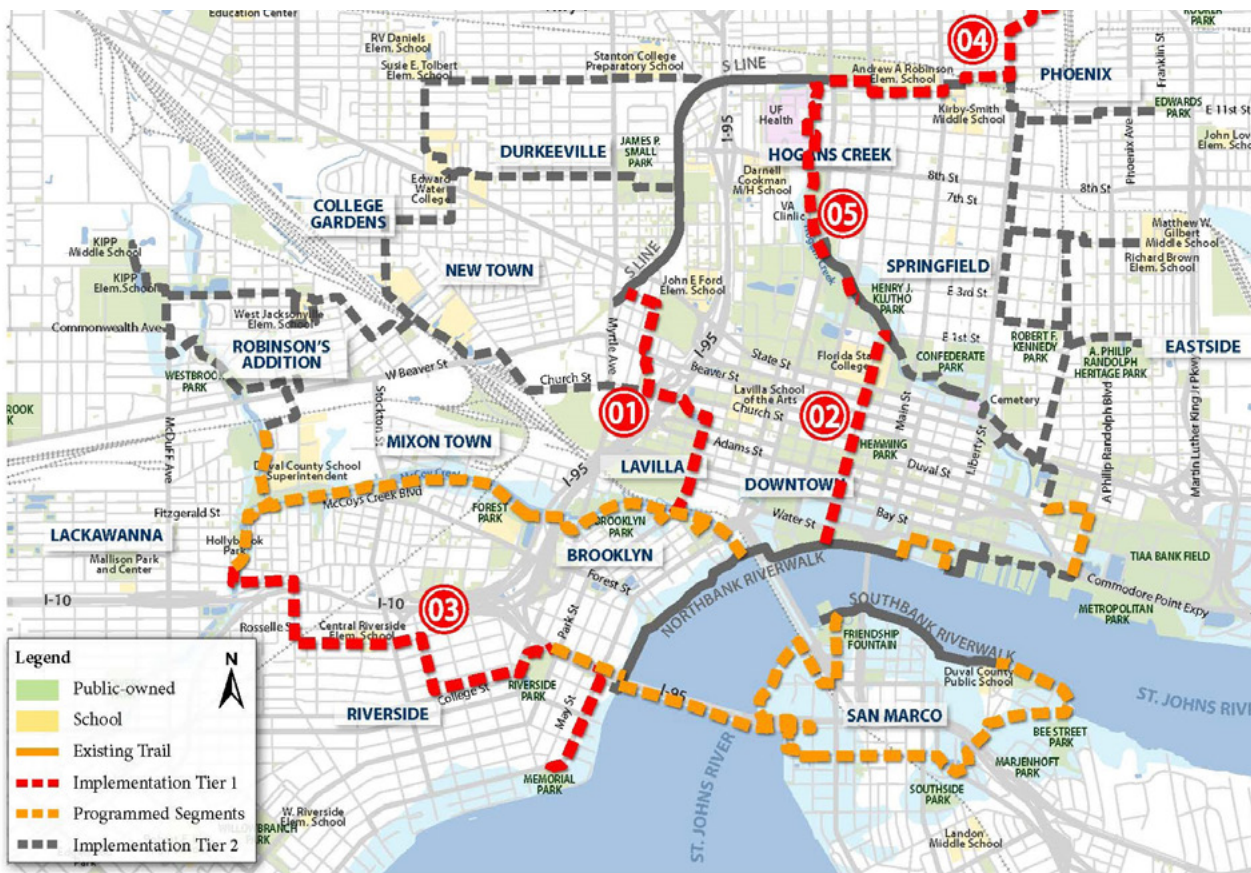 Education Center
RV Daniels
Elem. School
Susie E. Tolbert
Elem. School
Stanton College
Preparatory School
S LINE
04
Andrew A Robinson
Elem. School
PHOENIX
Franklin St
PARK
UF
Health
Kirby-Smith
Middle School
EDWARDS
PARK
E 11st St
I-95
JAMES P.
SMALL
PARK
DURKEEVILLE
HOGANS CREEK
Phoenix Ave
John Lov
Elem. Sch
Edward
Water
College
Darnell
Cookman
M/H School
8th St
7th St
8th St
COLLEGE
GARDENS
VA
Clinlic
05
Hogans Creek
Matthew W.
Gilbert
Middle School
Richard Brown
Elem. School
KIPP
Middle School
KIPP
Elem. School
NEW TOWN
S LINE
John E Ford
Elem. School
SPRINGFIELD
HENRY J.
KLUTHO
PARK
E 3rd St
Commonwealth Ave
West Jacksonville
Elem. School
Myrtle Ave
I-95
ROBINSON'S
ADDITION
WESTBROO
PARK
W Beaver St
Church St
State St
Beaver St
Florida State
College
E 1st St
CONFEDERATE
PARK
ROBERT F.
KENNEDY
PARK
A. PHILIP
RANDOLPH
HERITAGE PARK
EASTSIDE
ROOK
PARK
Stockton St
01
Lavilla School
of the Arts
Church St
02
Main St
Cemetery
McDUFF Ave
MIXON TOWN
Adams St
HEMMING
PARK
Duval St
Liberty St
A Philip Randolph Blvd
Martin Luther King Jr Pkwy
Duval County School
Superintendent
I-95
LAVILLA
DOWNTOWN
Fitzgerald St
McCoys Creek Blvd
FOREST
PARK
BROOKLYN
PARK
Water St
Bay St
LACKAWANNA
Hollybrook
Park
BROOKLYN
TIAA BANK FIELD
Mallison Park
and Center
Forest St
NORTHBANK RIVERWALK
Commodore Point Expy
I-10
I-10
03
Park St
SOUTHBANK RIVERWALK
METROPOLITAN
PARK
Rosselle St
Central Riverside
Elem. School
FRIENDSHIP
FOUNTAIN
Duval County
Public School
College St
RIVERSIDE
PARK
I-95
ST. JOHNS RIVE
RIVERSIDE
May St
SAN MARCO
BEE STREET
PARK
MARJENHOFT
PARK
MEMORIAL
PARK
ST. JOHNS RIVER
SOUTHSIDE
PARK
W. Riverside
Elem. School
WILLOWBRANCH
PARK
Landon
Middle School
Legend
N
Public-owned
School
Existing Trail
Implementation Tier 1
Programmed Segments
Implementation Tier 2